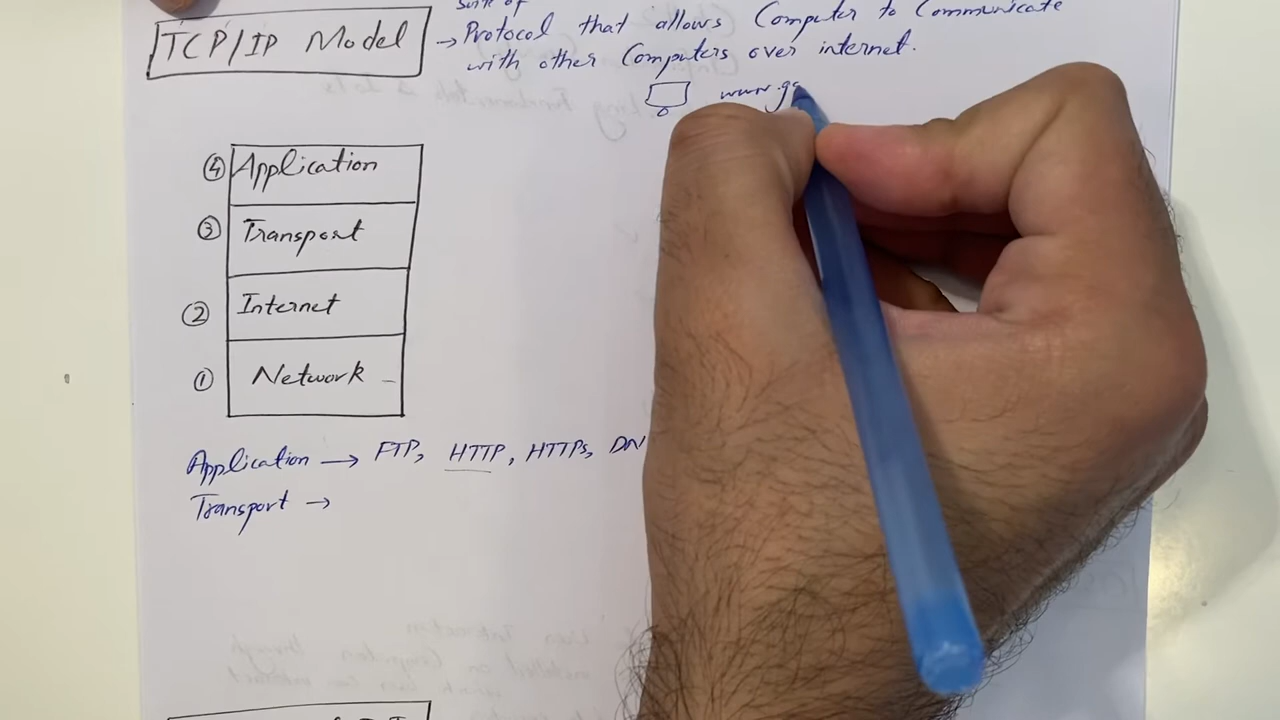 suite of
TCP/IP Model → Protocol that allows Computer to Communicate
with other Computers over internet.
www.go
④ Application
③ Transport
② Internet
① Network -
Application → FTP, HTTP, HTTPs, DN
Transport →